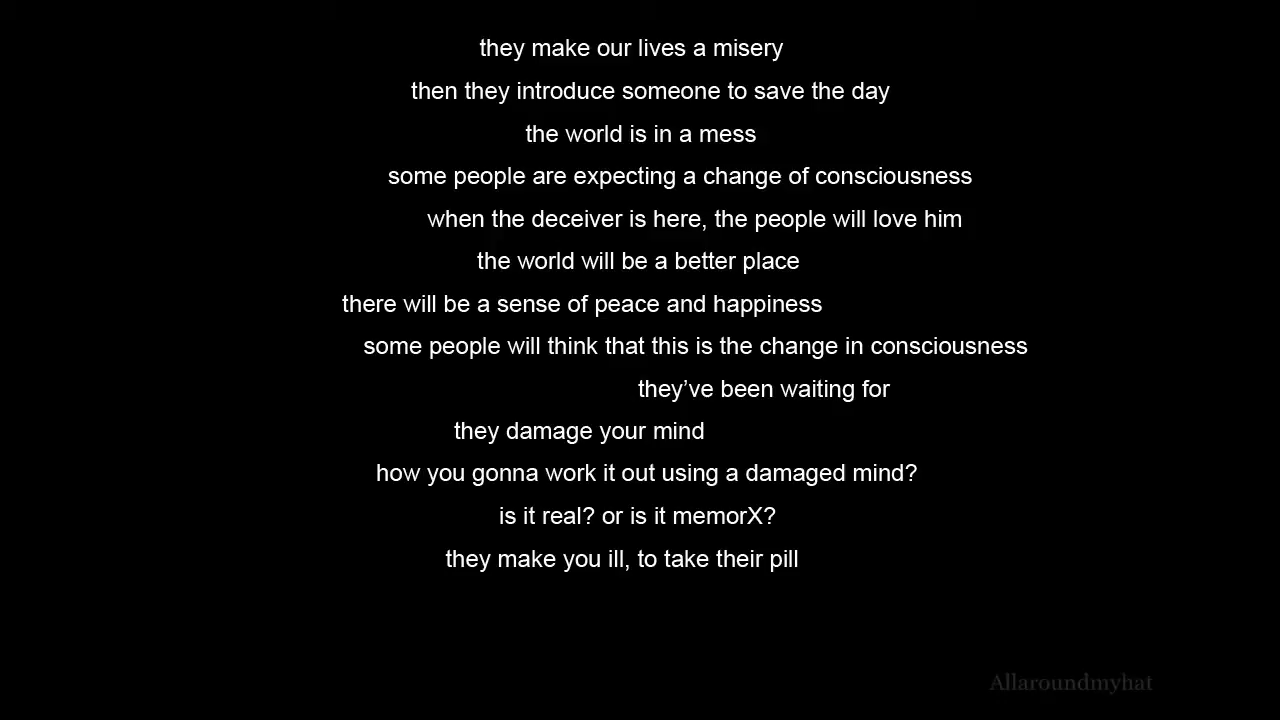 they make our lives a misery
then they introduce someone to save the day
the world is in a mess
some people are expecting a change of consciousness
when the deceiver is here, the people will love him
the world will be a better place
there will be a sense of peace and happiness
some people will think that this is the change in consciousness
they’ve been waiting for
they damage your mind
how you gonna work it out using a damaged mind?
is it real? or is it memorX?
they make you ill, to take their pill
Allaroundmyhat